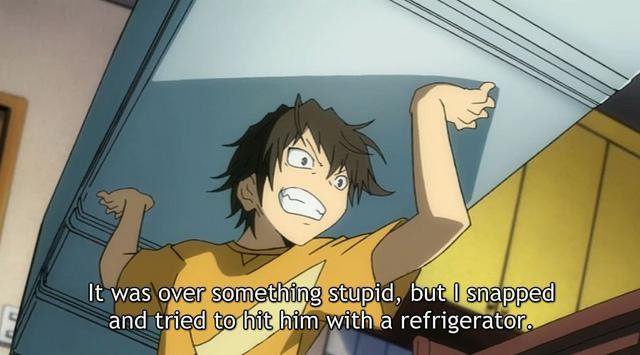 It was over something stupid, but I snapped
and tried to hit him with a refrigerator.